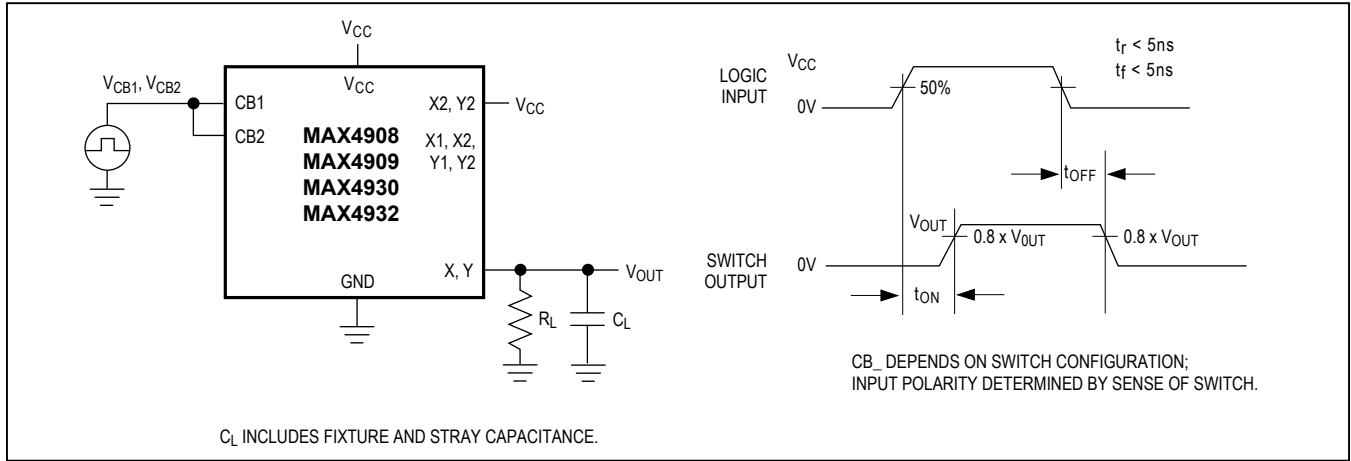 VCC
VCB1, VCB2
VCC
CB1
X2, Y2
VCC
CB2
MAX4908
X1, X2,
MAX4909
Y1, Y2
MAX4930
MAX4932
X, Y
VOUT
GND
RL
CL
CL INCLUDES FIXTURE AND STRAY CAPACITANCE.
tr < 5ns
tf < 5ns
LOGIC
INPUT
VCC
50%
0V
tOFF
VOUT
0.8 x V0UT
0.8 x VOUT
SWITCH
OUTPUT
0V
tON
CB_ DEPENDS ON SWITCH CONFIGURATION;
INPUT POLARITY DETERMINED BY SENSE OF SWITCH.